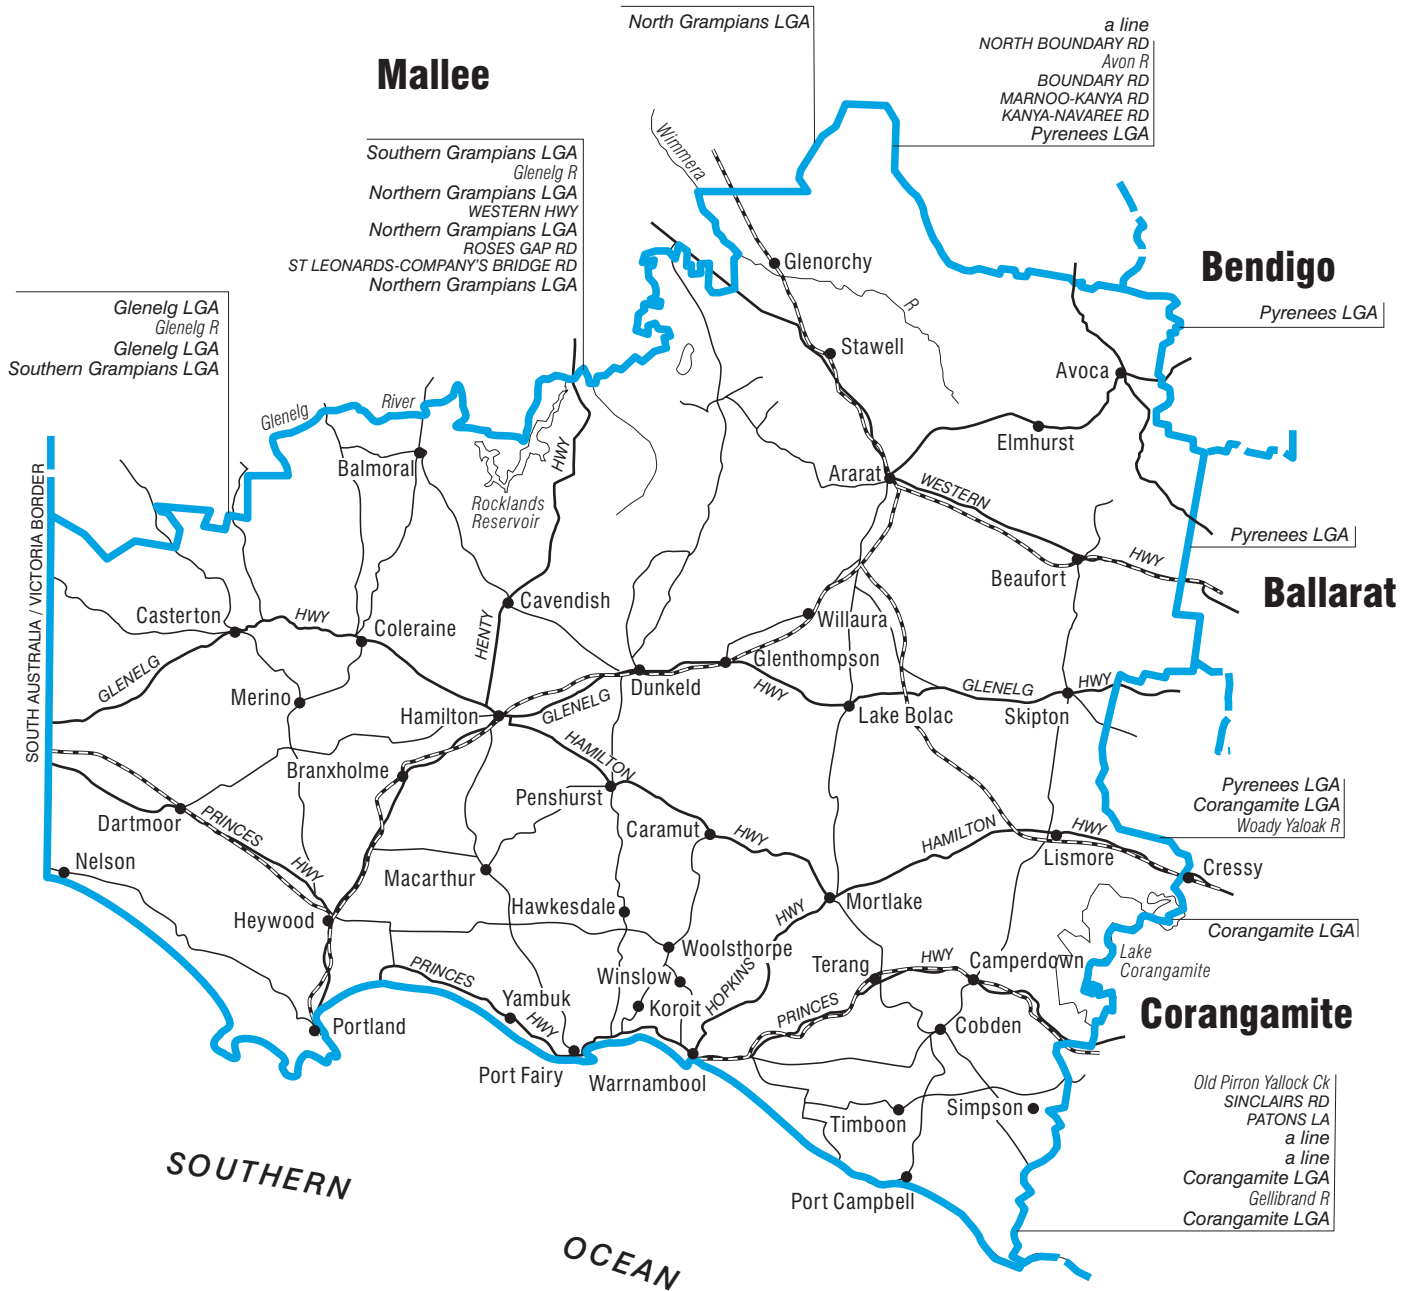 North Grampians LGA
a line
NORTH BOUNDARY RD
Avon R
BOUNDARY RD
MARNOO-KANYA RD
KANYA-NAVAREE RD
Pyrenees LGA
Mallee
Southern Grampians LGA
Glenelg R
Northern Grampians LGA
WESTERN HWY
Northern Grampians LGA
ROSES GAP RD
ST LEONARDS-COMPANY'S BRIDGE RD
Northern Grampians LGA
Wimmera
R
Glenelg LGA
Glenelg R
Glenelg LGA
Southern Grampians LGA
Bendigo
Pyrenees LGA
Glenorchy
Stawell
Avoca
Elmhurst
Glenelg
River
Balmoral
HWY
Rocklands
Reservoir
Ararat
WESTERN
HWY
Pyrenees LGA
Beaufort
Ballarat
SOUTH AUSTRALIA / VICTORIA BORDER
Casterton
HWY
Coleraine
Cavendish
HENTY
Willaura
GLENELG
Merino
Hamilton
GLENELG
Dunkeld
Glenthompson
HWY
Lake Bolac
GLENELG
HWY
Skipton
HAMILTON
Branxholme
Penshurst
Dartmoor
PRINCES
HWY
Caramut
HWY
HAMILTON
HWY
Lismore
Pyrenees LGA
Corangamite LGA
Woady Yaloak R
Cressy
Nelson
Macarthur
Heywood
Hawkesdale
Mortlake
HWY
Woolsthorpe
Corangamite LGA
Lake
Corangamite
PRINCES
HWY
Yambuk
Winslow
Koroit
HOPKINS
Terang
HWY
Camperdown
PRINCES
Corangamite
Portland
Cobden
Port Fairy
Warrnambool
Timboon
Simpson
Old Pirron Yallock Ck
SINCLAIRS RD
PATONS LA
a line
a line
Corangamite LGA
Gellibrand R
Corangamite LGA
Port Campbell
SOUTHERN
OCEAN